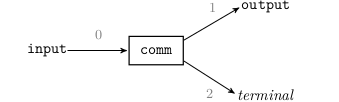 1 output
0
input comm
2 terminal